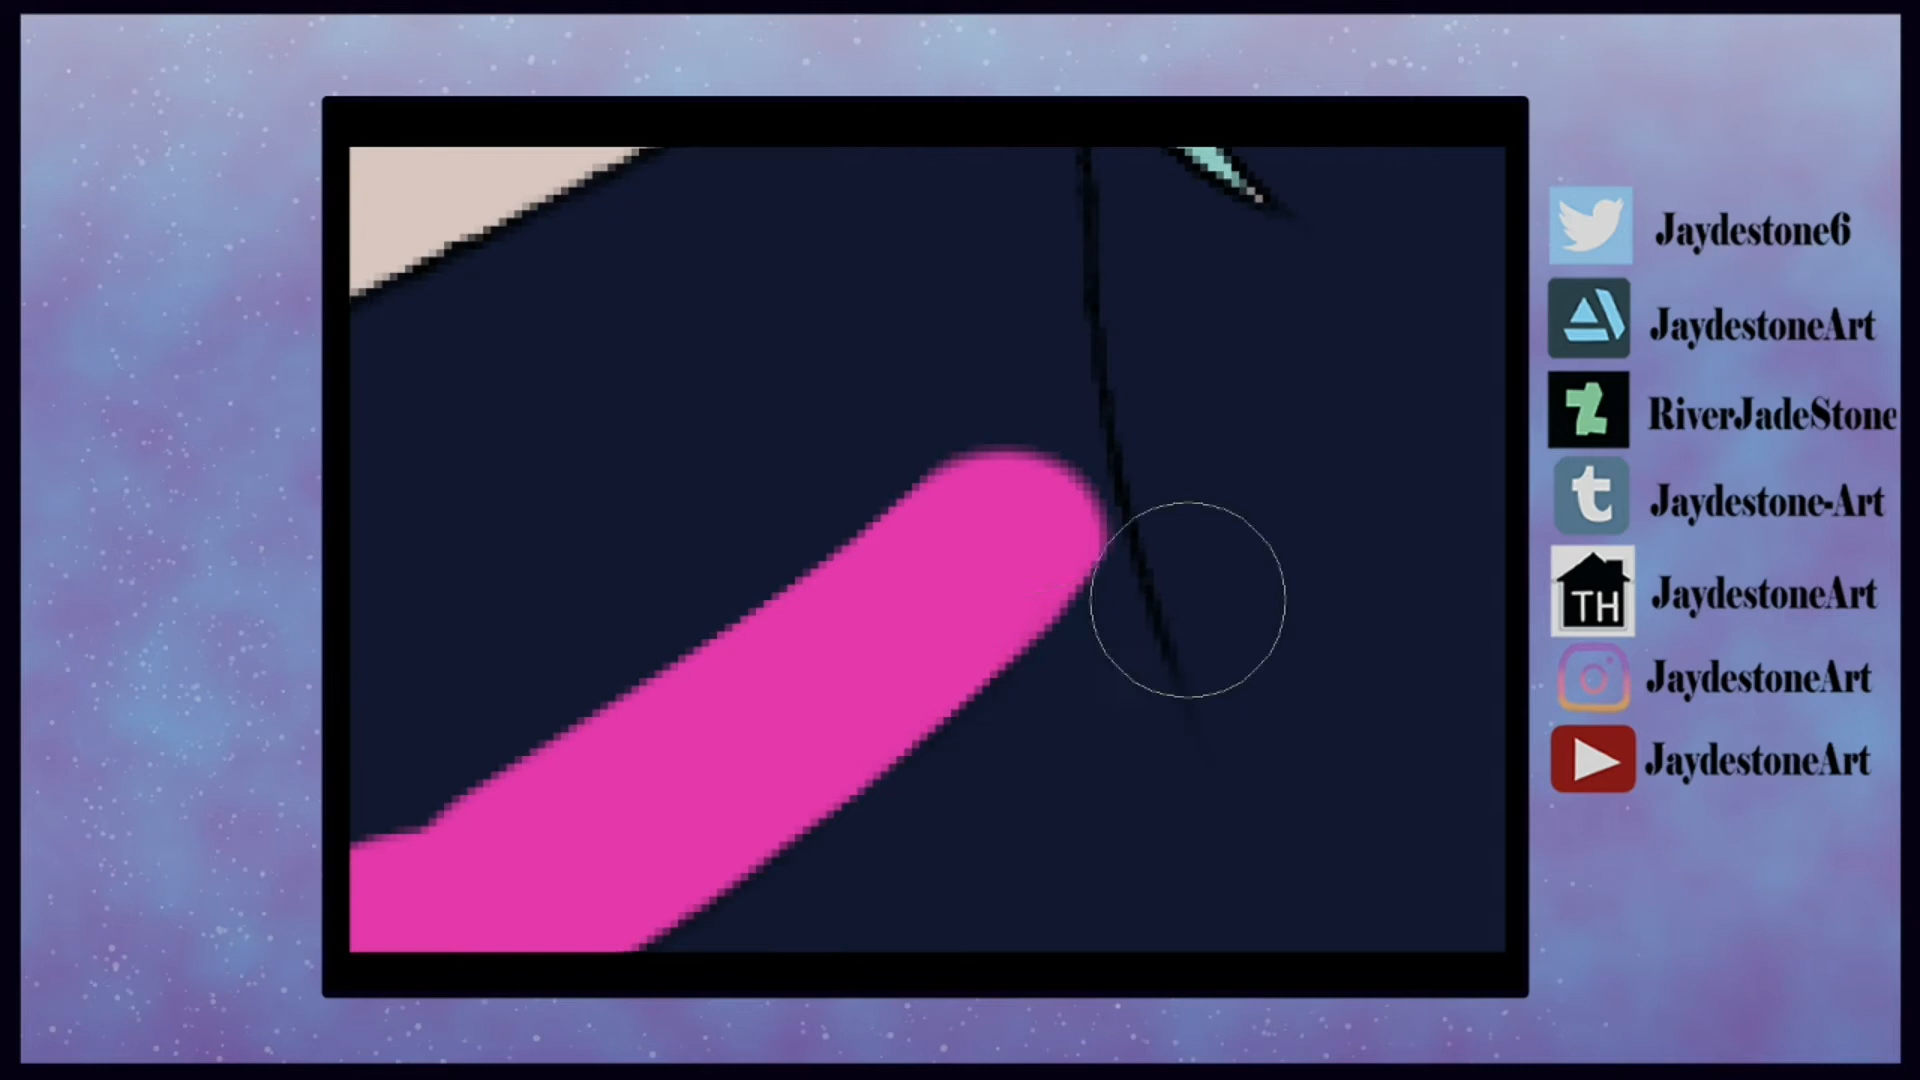 Jaydestone6
JaydestoneArt
RiverJadeStone
t
Jaydestone-Art
TH
JaydestoneArt
JaydestoneArt
JaydestoneArt